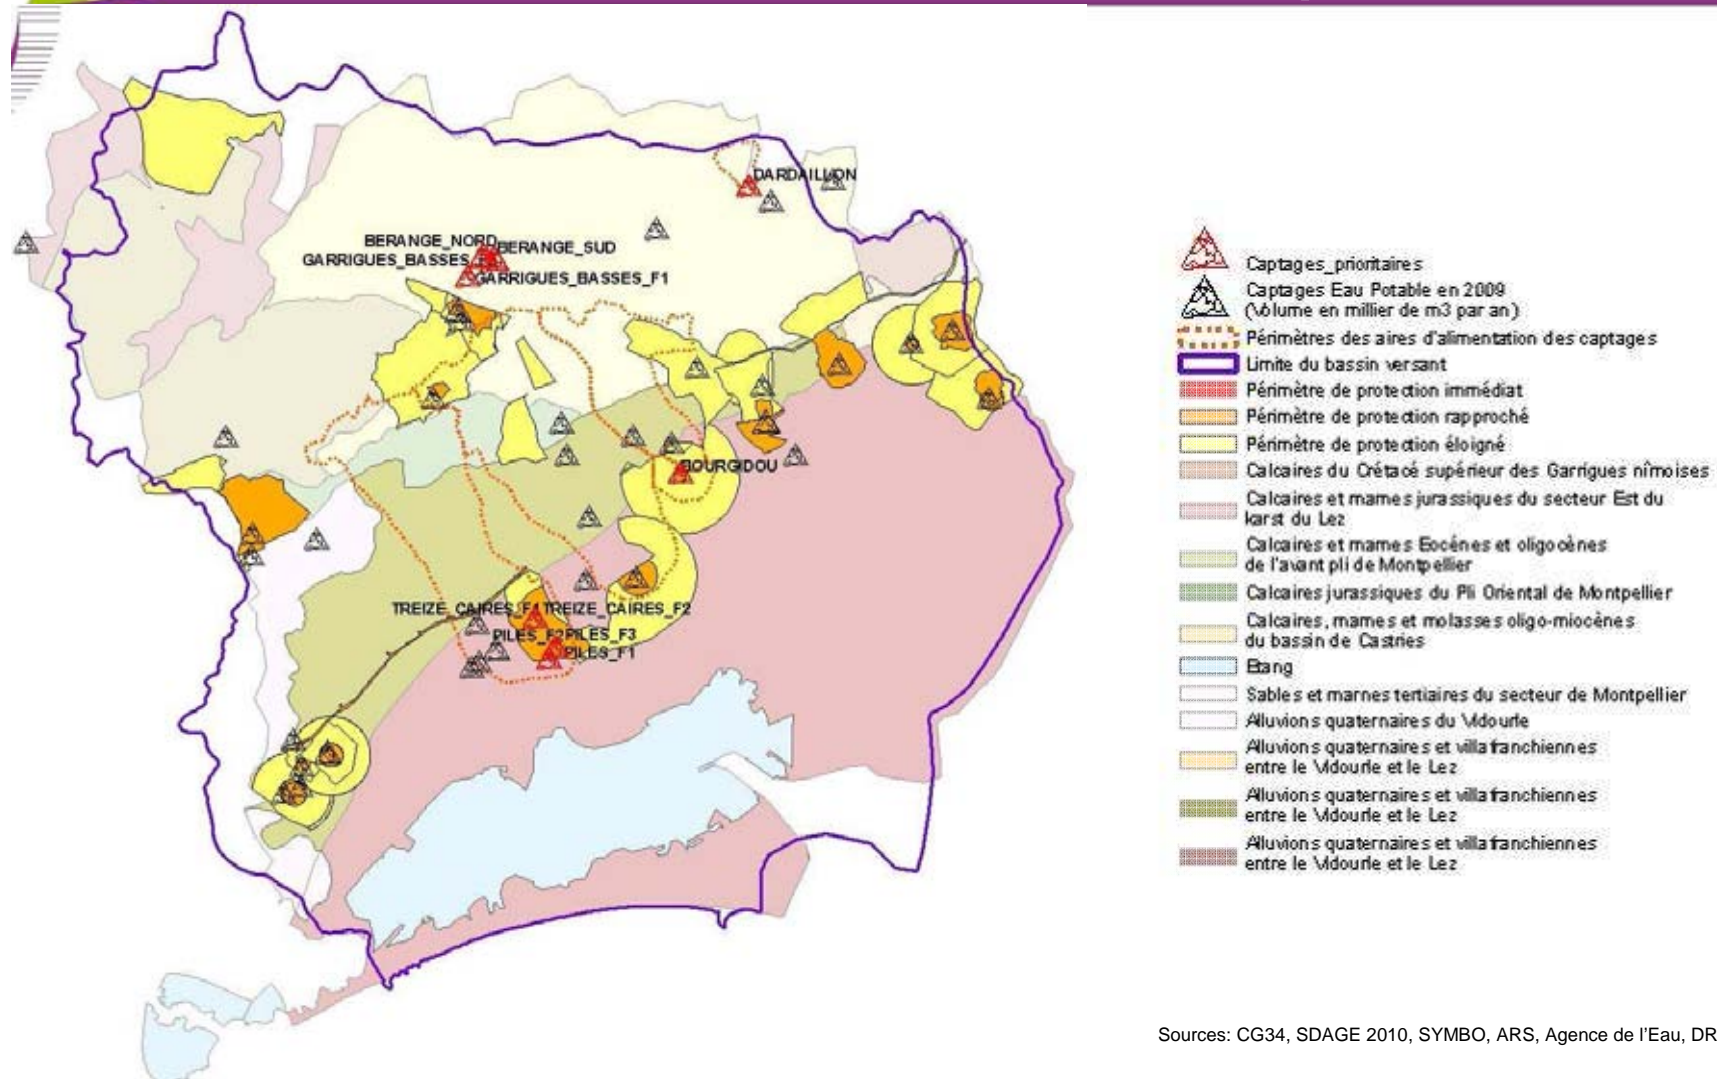 DARDAILLON
BERANGE_NORD
BERANGE_SUD
GARRIGUES_BASSES_
GARRIGUES_BASSES_F1
BOURGIDOU
TREIZE_CAIRES_F1
TREIZE_CAIRES_F2
PILES_F2
PILES_F3
PILES_F1
Captages_prioritaires
Captages Eau Potable en 2009
(Volume en millier de m3 par an)
Périmètres des aires d'alimentation des captages
Limite du bassin versant
Périmètre de protection immédiat
Périmètre de protection rapproché
Périmètre de protection éloigné
Calcaires du Crétacé supérieur des Garrigues nîmoises
Calcaires et marnes jurassiques du secteur Est du
karst du Lez
Calcaires et marnes Eocénes et oligocènes
de l'avant pli de Montpellier
Calcaires jurassiques du Pli Oriental de Montpellier
Calcaires, marnes et molasses oligo-miocènes
du bassin de Castries
Etang
Sables et marnes tertiaires du secteur de Montpellier
Alluvions quaternaires du Vidourle
Alluvions quaternaires et villafranchiennes
entre le Vidourle et le Lez
Alluvions quaternaires et villafranchiennes
entre le Vidourle et le Lez
Alluvions quaternaires et villafranchiennes
entre le Vidourle et le Lez
Sources: CG34, SDAGE 2010, SYMBO, ARS, Agence de l'Eau, DR